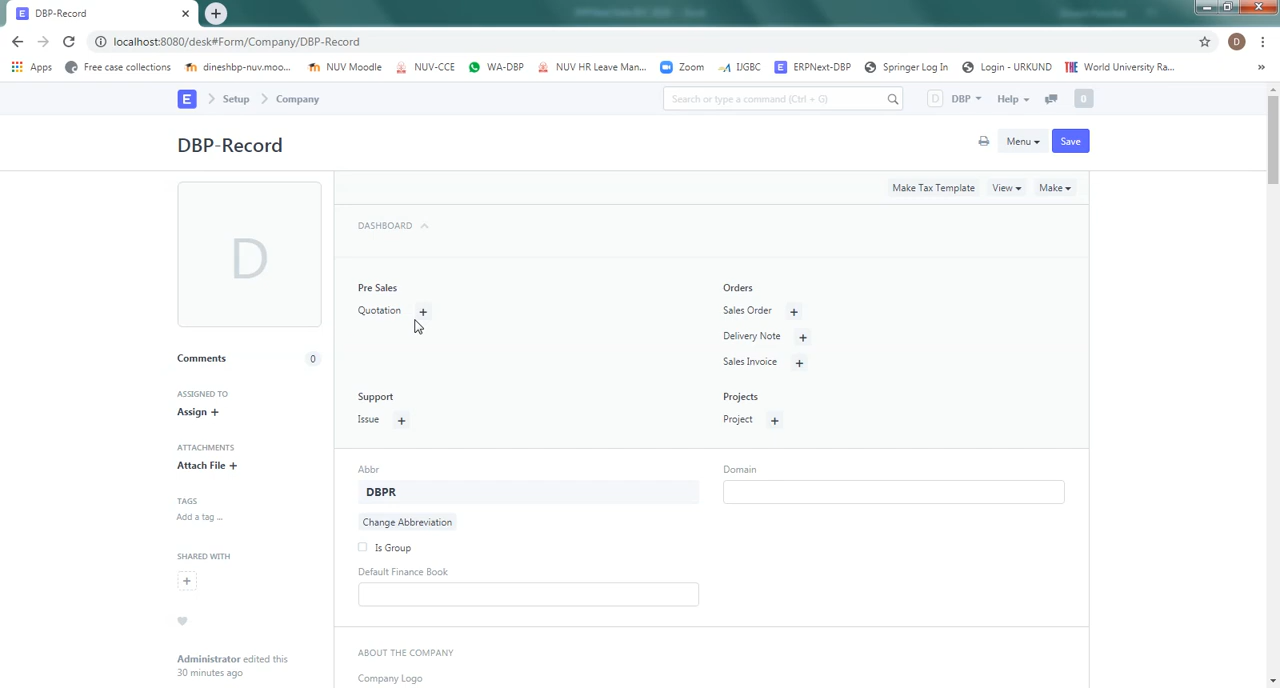 DBP-Record
localhost:8080/desk#Form/Company/DBP-Record
D
Apps
Free case collections
dineshbp-nuv.moo...
NUV Moodle
NUV-CCE
WA-DBP
NUV HR Leave Man...
Zoom
IJGBC
ERPNext-DBP
Springer Log In
Login - URKUND
THE World University Ra...
»
E
Setup
Company
Search or type a command (Ctrl + G)
D
DBP
Help
0
DBP-Record
Menu
Save
Make Tax Template
View
Make
D
DASHBOARD
Pre Sales
Quotation +
Orders
Sales Order +
Delivery Note +
Sales Invoice +
Support
Issue +
Projects
Project +
Comments 0
ASSIGNED TO
Assign +
ATTACHMENTS
Attach File +
TAGS
Add a tag ...
SHARED WITH
+
Administrator edited this
30 minutes ago
Abbr
DBPR
Change Abbreviation
Is Group
Default Finance Book
Domain
ABOUT THE COMPANY
Company Logo